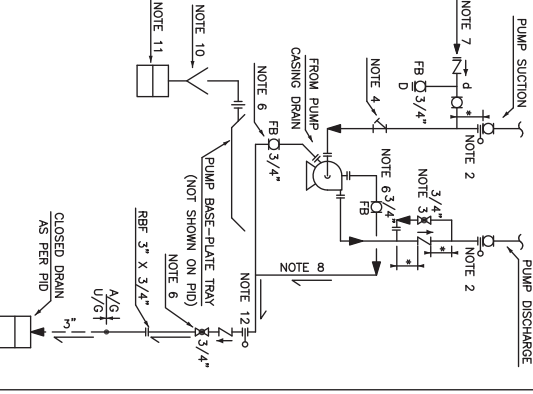 PUMP SUCTION
NOTE 7
d
FB
3/4"
D
*
NOTE 2
NOTE 4
FROM PUMP
CASING DRAIN
NOTE 10
NOTE 11
NOTE 6
FB
3/4"
PUMP DISCHARGE
NOTE 2
3/4"
NOTE 3
*
*
NOTE 6
3/4"
FB
NOTE 8
PUMP BASE-PLATE TRAY
(NOT SHOWN ON PID)
NOTE 12
NOTE 6
3/4"
RBF 3" X 3/4"
A/G
U/G
3"
CLOSED DRAIN
AS PER PID